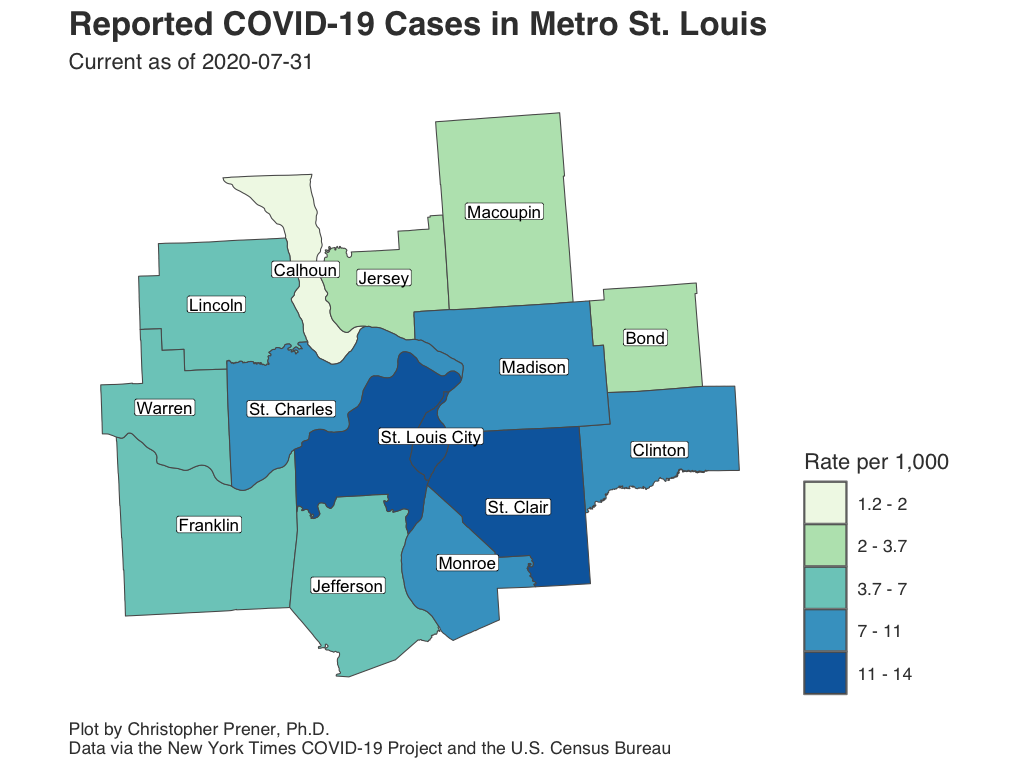 Reported COVID-19 Cases in Metro St. Louis
Current as of 2020-07-31
Macoupin
Calhoun
Jersey
Lincoln
Bond
Madison
Warren
St. Charles
St. Louis City
Clinton
St. Clair
Franklin
Monroe
Jefferson
Rate per 1,000
1.2 - 2
2 - 3.7
3.7 - 7
7 - 11
11 - 14
Plot by Christopher Prener, Ph.D.
Data via the New York Times COVID-19 Project and the U.S. Census Bureau